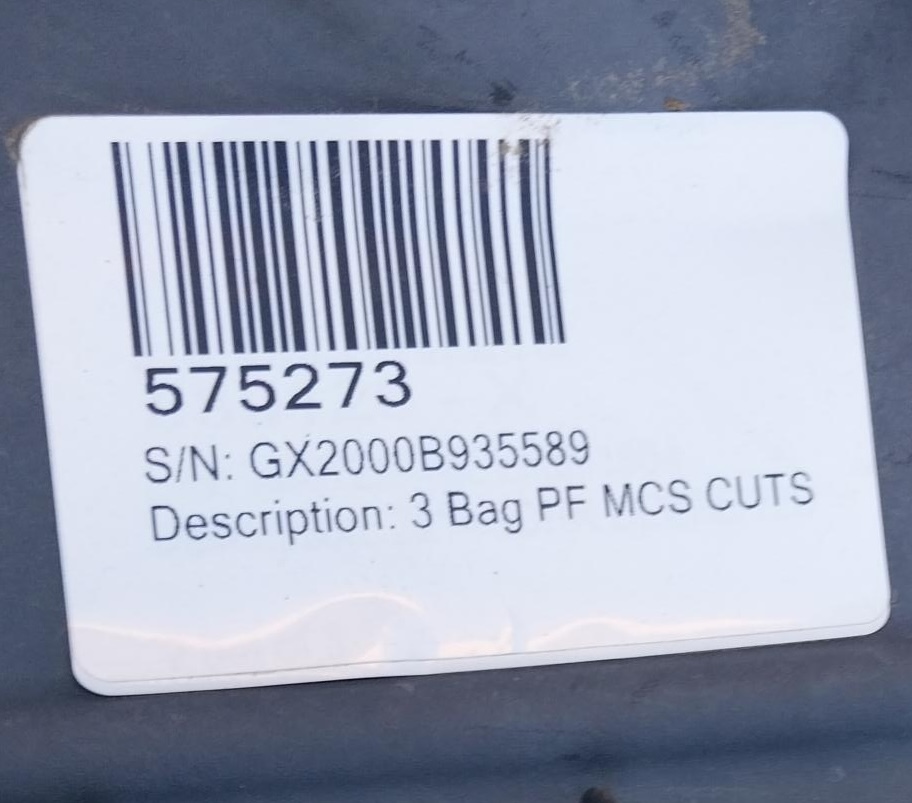 575273
S/N: GX2000B935589
Description: 3 Bag PF MCS CUTS